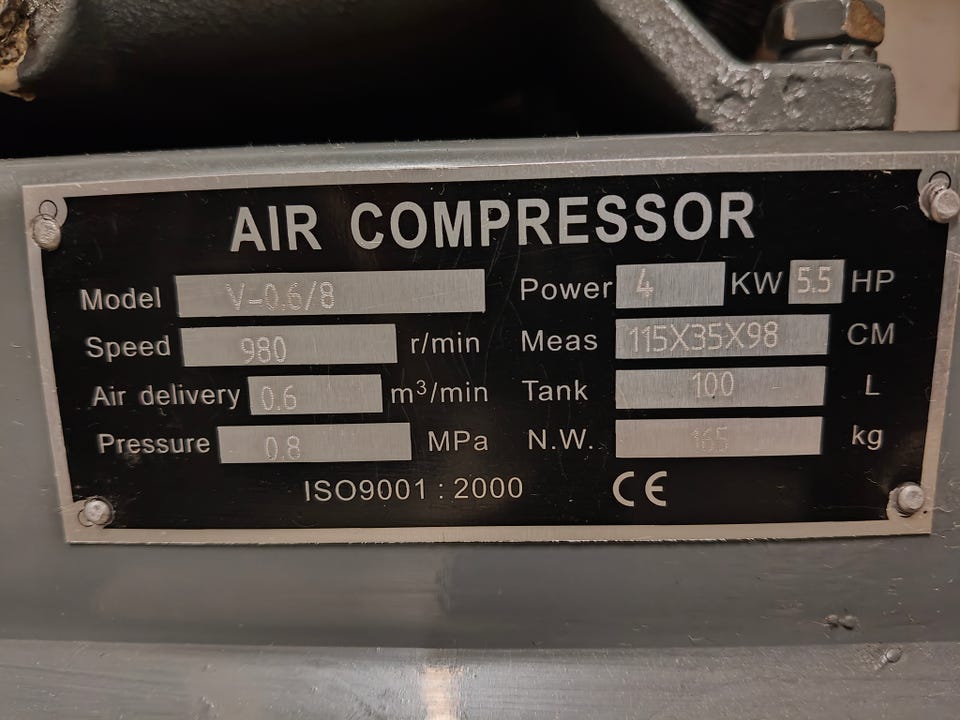 AIR COMPRESSOR
Model V-0.6/8 Power 4 KW 5.5 HP
Speed 980 r/min Meas 115X35X98 CM
Air delivery 0.6 m³/min Tank 100 L
Pressure 0.8 MPa N.W. 165 kg
ISO9001 : 2000 CE